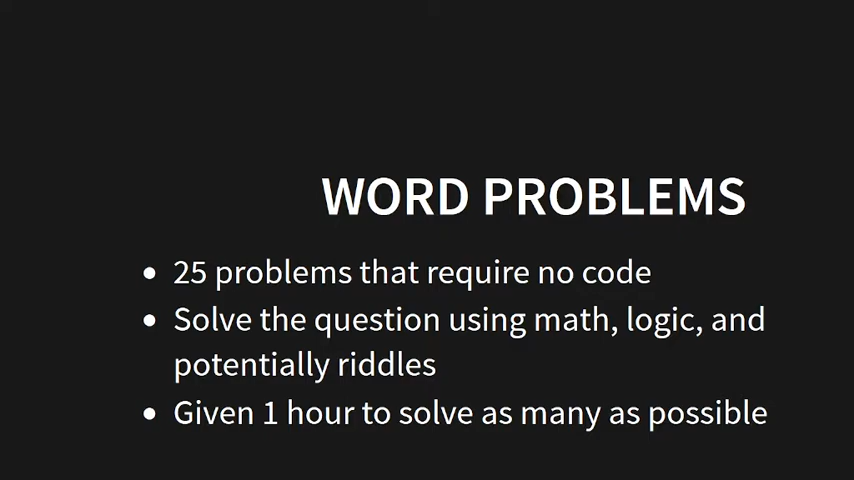 WORD PROBLEMS
• 25 problems that require no code
• Solve the question using math, logic, and
potentially riddles
• Given 1 hour to solve as many as possible